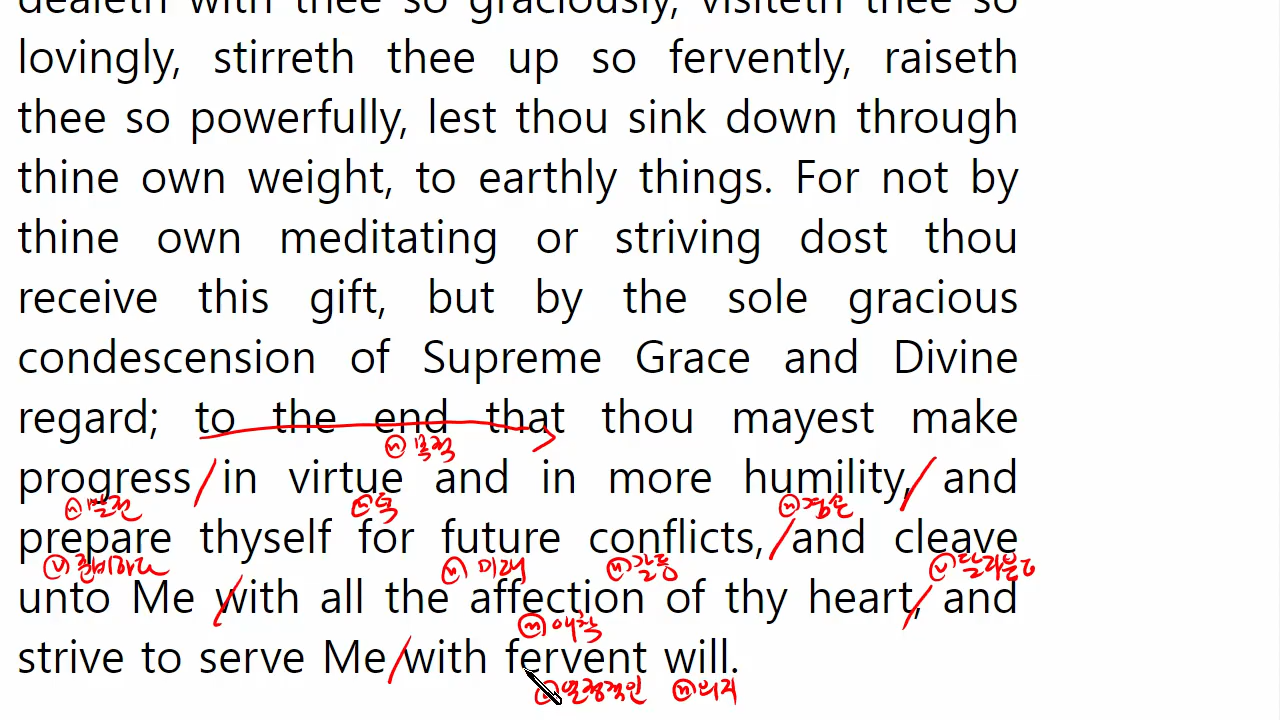 dealeth with thee so graciously, visiteth thee so
lovingly, stirreth thee up so fervently, raiseth
thee so powerfully, lest thou sink down through
thine own weight, to earthly things. For not by
thine own meditating or striving dost thou
receive this gift, but by the sole gracious
condescension of Supreme Grace and Divine
regard; to the end that thou mayest make
ⓝ 목적
progress / in virtue and in more humility, / and
ⓝ 발전 ⓝ 덕 ⓝ 겸손
prepare thyself for future conflicts, / and cleave
ⓥ 준비하다 ⓝ 미래 ⓝ 갈등 ⓥ 달라붙다
unto Me / with all the affection of thy heart, / and
ⓝ 애착
strive to serve Me / with fervent will.
열정적인 ⓝ 의지